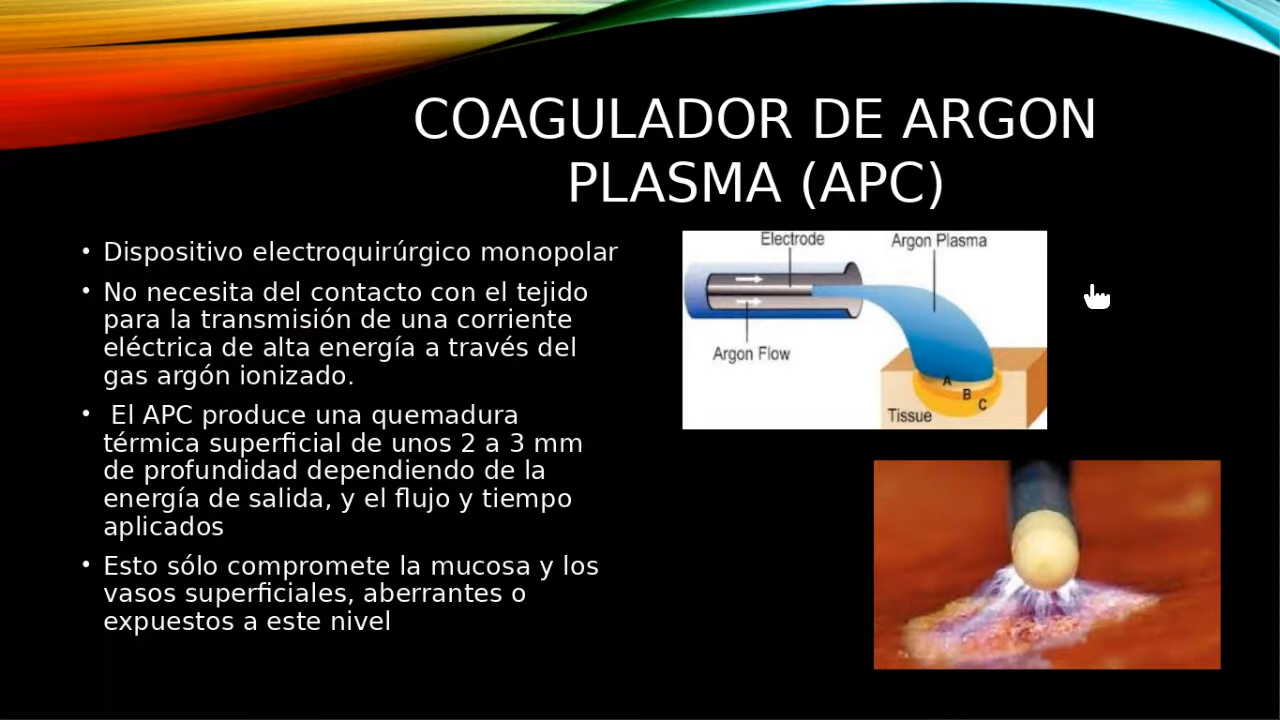 COAGULADOR DE ARGON
PLASMA (APC)
• Dispositivo electroquirúrgico monopolar
• No necesita del contacto con el tejido
para la transmisión de una corriente
eléctrica de alta energía a través del
gas argón ionizado.
• El APC produce una quemadura
térmica superficial de unos 2 a 3 mm
de profundidad dependiendo de la
energía de salida, y el flujo y tiempo
aplicados
• Esto sólo compromete la mucosa y los
vasos superficiales, aberrantes o
expuestos a este nivel
Electrode
Argon Plasma
Argon Flow
A
B
C
Tissue